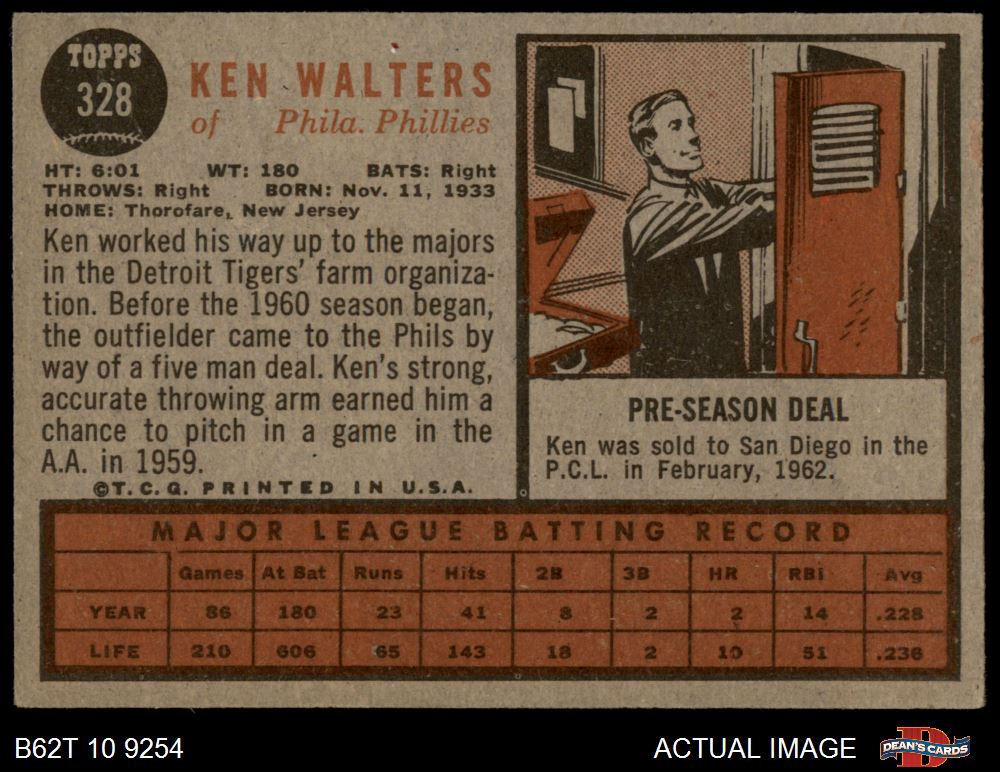 TOPPS
328
KEN WALTERS
of Phila. Phillies
HT: 6:01 WT: 180 BATS: Right
THROWS: Right BORN: Nov. 11, 1933
HOME: Thorofare, New Jersey
Ken worked his way up to the majors
in the Detroit Tigers' farm organiza-
tion. Before the 1960 season began,
the outfielder came to the Phils by
way of a five man deal. Ken's strong,
accurate throwing arm earned him a
chance to pitch in a game in the
A.A. in 1959.
©T.C.G. PRINTED IN U.S.A.
PRE-SEASON DEAL
Ken was sold to San Diego in the
P.C.L. in February, 1962.
MAJOR LEAGUE BATTING RECORD
Games At Bat Runs Hits 2B 3B HR RBI Avg
YEAR 86 180 23 41 8 2 2 14 .228
LIFE 210 606 65 143 18 2 10 51 .236
B62T 10 9254
ACTUAL IMAGE
D
DEAN'S CARDS